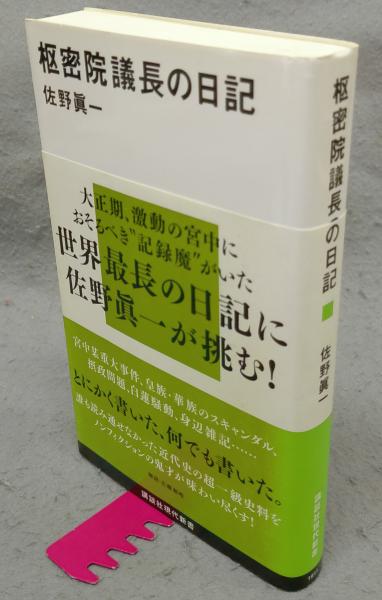 枢密院議長の日記
佐野眞一
大正期、激動の宮中に
おそるべき"記録魔"がいた
世界最長の日記に
佐野眞一が挑む!
宮中某重大事件、皇族・華族のスキャンダル、
摂政問題、白蓮騒動、身辺雑記……
とにかく書いた、何でも書いた。
誰も読み通せなかった近代史の超一級史料を
ノンフィクションの鬼才が味わい尽くす!
講談社現代新書
枢密院議長の日記
佐野眞一
講談社現代新書